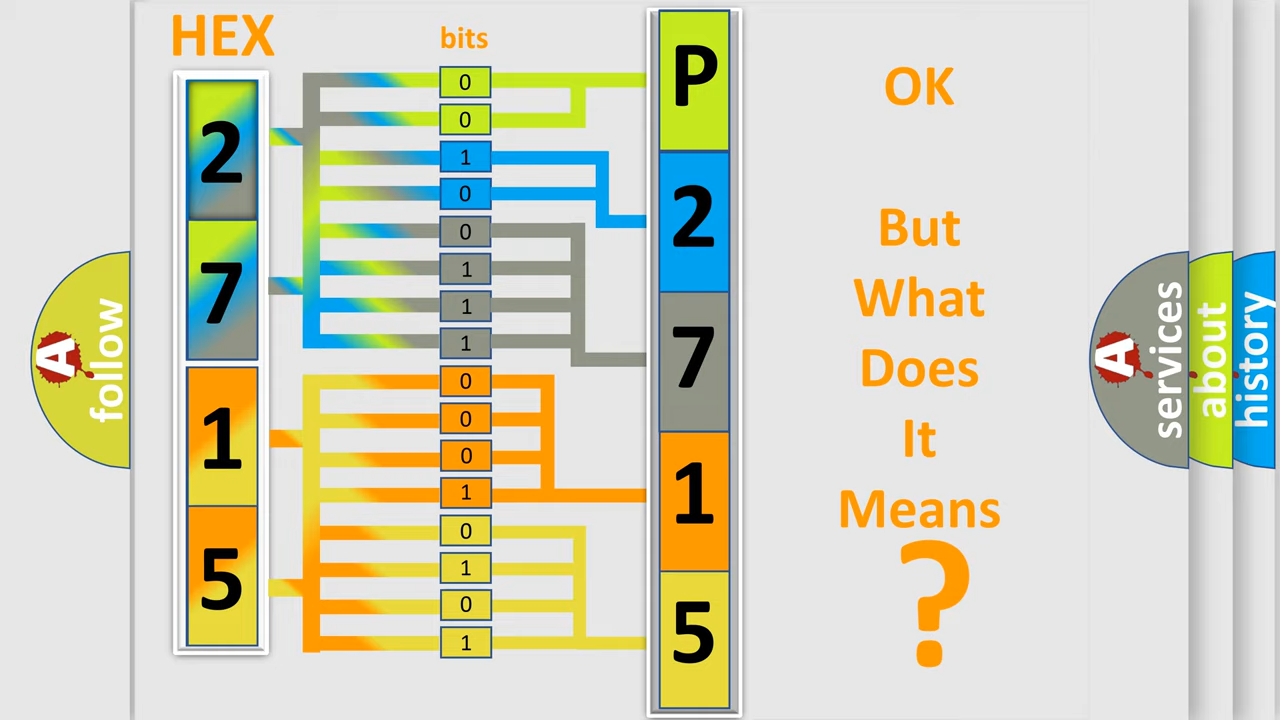 HEX
bits
2
7
1
5
0
0
1
0
0
1
1
1
0
0
0
1
0
1
0
1
P
2
7
1
5
OK
But
What
Does
It
Means
?
A
follow
A
services
about
history